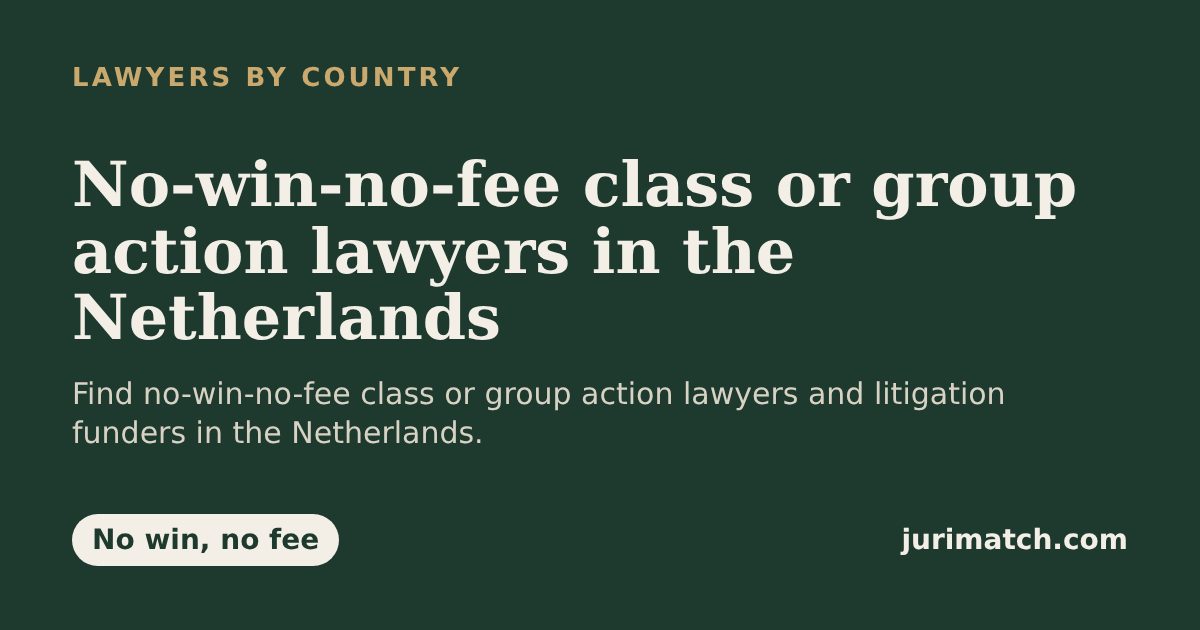 LAWYERS BY COUNTRY
No-win-no-fee class or group
action lawyers in the
Netherlands
Find no-win-no-fee class or group action lawyers and litigation
funders in the Netherlands.
No win, no fee
jurimatch.com